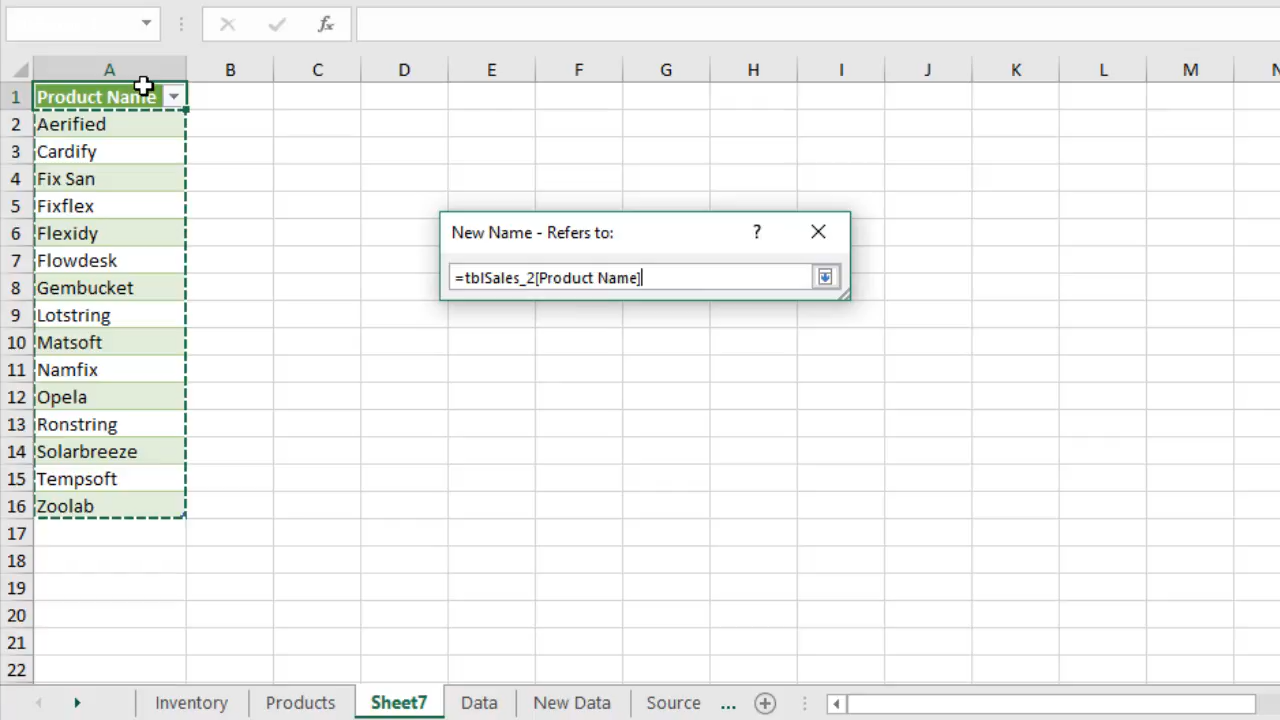 fx
A B C D E F G H I J K L M N
1 Product Name
2 Aerified
3 Cardify
4 Fix San
5 Fixflex
6 Flexidy
7 Flowdesk
8 Gembucket
9 Lotstring
10 Matsoft
11 Namfix
12 Opela
13 Ronstring
14 Solarbreeze
15 Tempsoft
16 Zoolab
17
18
19
20
21
22
New Name - Refers to: ?
=tblSales_2[Product Name]
Inventory Products Sheet7 Data New Data Source ...